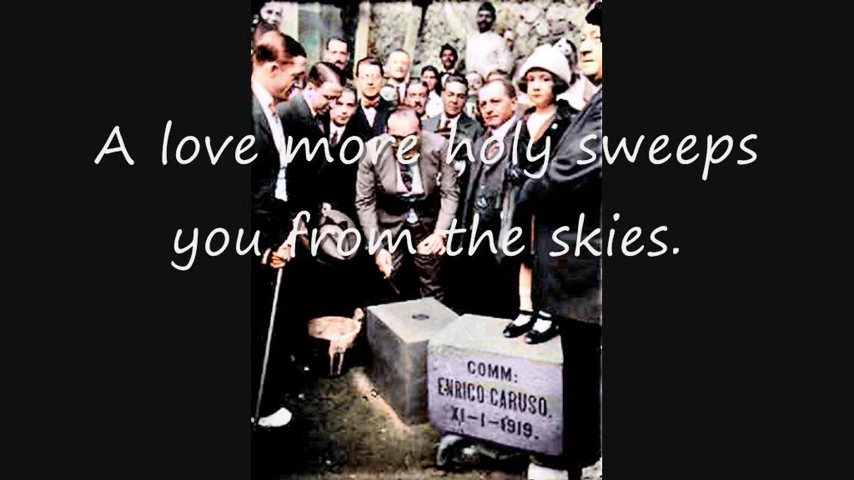 A love more holy sweeps
you from the skies.
COMM:
ENRICO CARUSO.
XI-1-1919.